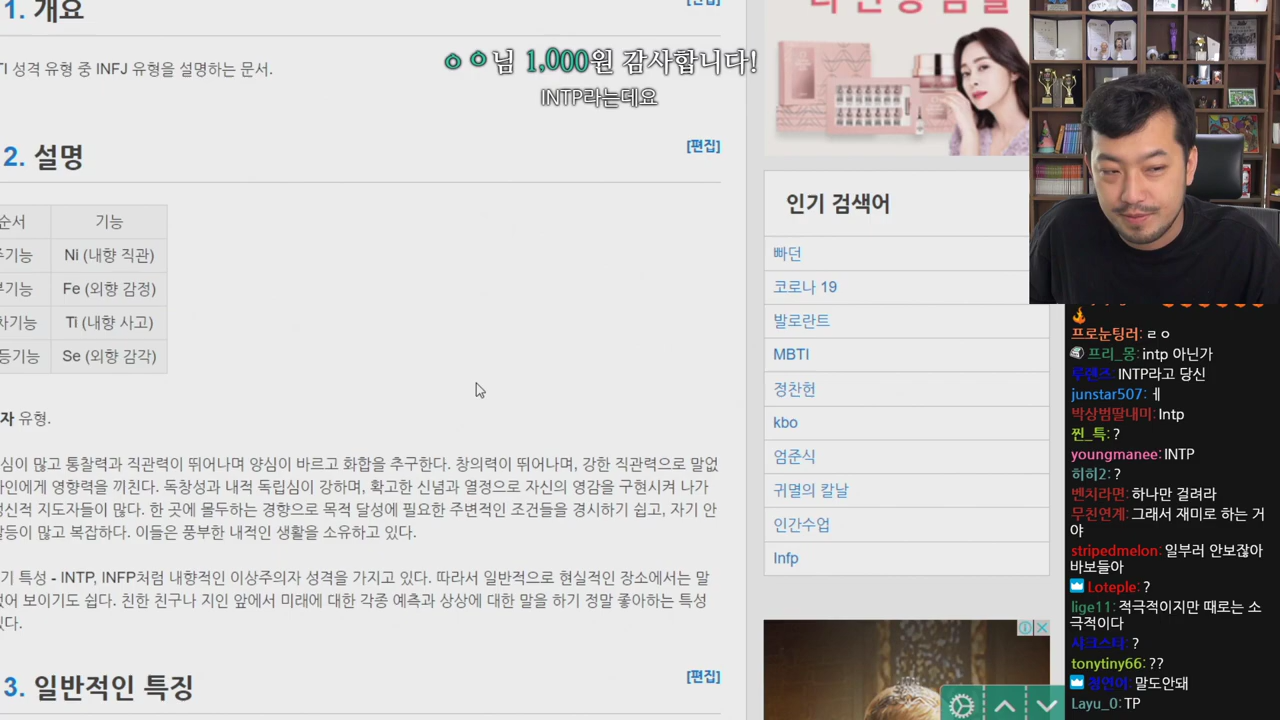 1. 개요
TI 성격 유형 중 INFJ 유형을 설명하는 문서.
ㅇㅇ님 1,000원 감사합니다!
INTP라는데요
2. 설명
[편집]
순서 기능
주기능 Ni (내향 직관)
부기능 Fe (외향 감정)
3차기능 Ti (내향 사고)
열등기능 Se (외향 감각)
자 유형.
심이 많고 통찰력과 직관력이 뛰어나며 양심이 바르고 화합을 추구한다. 창의력이 뛰어나며, 강한 직관력으로 말없
타인에게 영향력을 끼친다. 독창성과 내적 독립심이 강하며, 확고한 신념과 열정으로 자신의 영감을 구현시켜 나가
정신적 지도자들이 많다. 한 곳에 몰두하는 경향으로 목적 달성에 필요한 주변적인 조건들을 경시하기 쉽고, 자기 안
갈등이 많고 복잡하다. 이들은 풍부한 내적인 생활을 소유하고 있다.
기 특성 - INTP, INFP처럼 내향적인 이상주의자 성격을 가지고 있다. 따라서 일반적으로 현실적인 장소에서는 말
없어 보이기도 쉽다. 친한 친구나 지인 앞에서 미래에 대한 각종 예측과 상상에 대한 말을 하기 정말 좋아하는 특성
있다.
3. 일반적인 특징
[편집]
인기 검색어
빠던
코로나 19
발로란트
MBTI
정찬헌
kbo
엄준식
귀멸의 칼날
인간수업
Infp
프로눈팅러: ㄹㅇ
프리_몽: intp 아닌가
루랜즈: INTP라고 당신
junstar507: ㅔ
박상범딸내미: Intp
찐_특: ?
youngmanee: INTP
히히2: ?
벤치라면: 하나만 걸려라
무친연계: 그래서 재미로 하는 거
야
stripedmelon: 일부러 안보잖아
바보들아
Loteple: ?
lige11: 적극적이지만 때로는 소
극적이다
샤크스타: ?
tonytiny66: ??
창연어: 말도안돼
Layu_0: TP